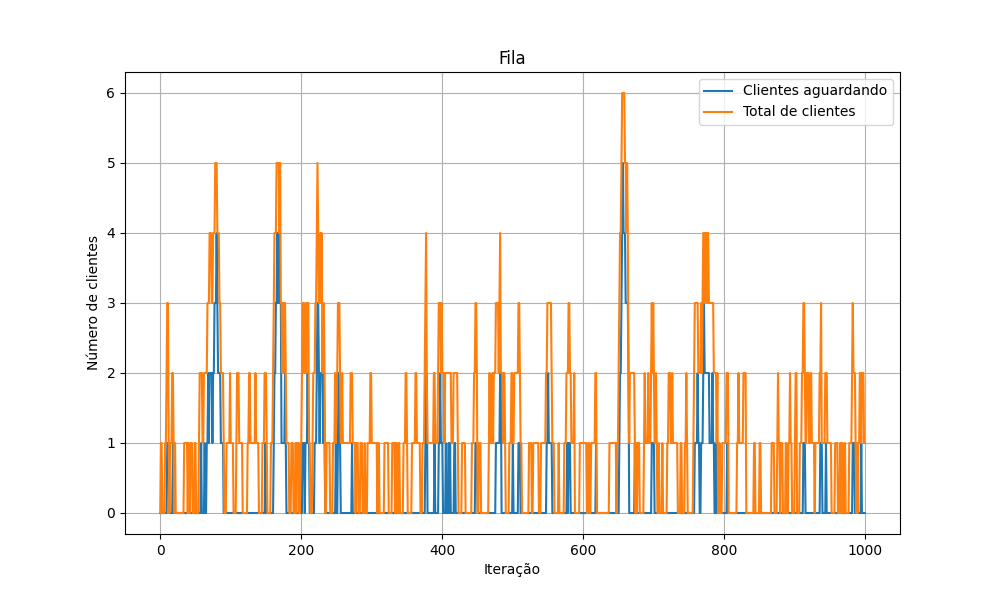 Fila
Clientes aguardando
Total de clientes
Número de clientes
6
5
4
3
2
1
0
0 200 400 600 800 1000
Iteração